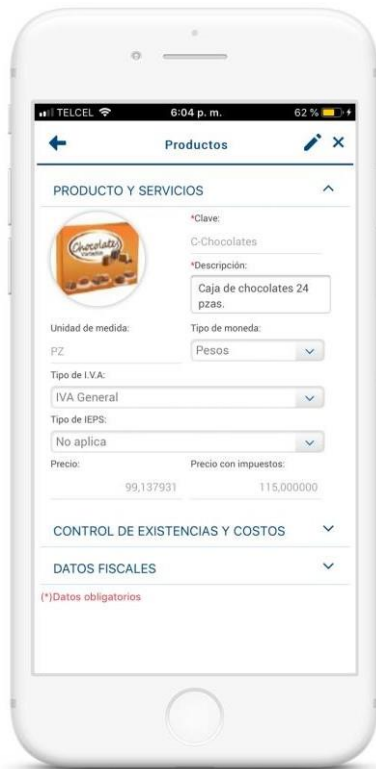 TELCEL 6:04 p. m. 62 %
Productos
PRODUCTO Y SERVICIOS
Chocolates
Variados
*Clave:
C-Chocolates
*Descripción:
Caja de chocolates 24
pzas.
Unidad de medida: Tipo de moneda:
PZ Pesos
Tipo de I.V.A:
IVA General
Tipo de IEPS:
No aplica
Precio: Precio con impuestos:
99,137931 115,000000
CONTROL DE EXISTENCIAS Y COSTOS
DATOS FISCALES
(*)Datos obligatorios